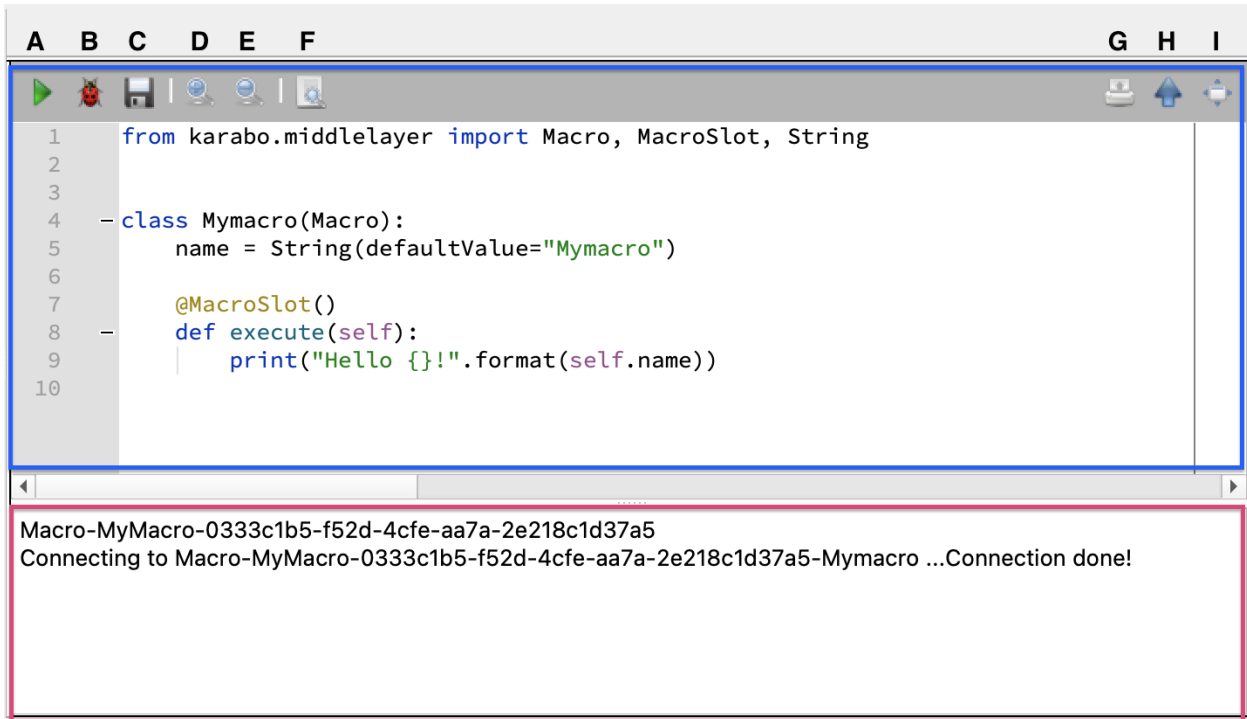 A B C D E F G H I
1 from karabo.middlelayer import Macro, MacroSlot, String
2
3
4 class Mymacro(Macro):
5     name = String(defaultValue="Mymacro")
6
7     @MacroSlot()
8     def execute(self):
9         print("Hello {}!".format(self.name))
10
Macro-MyMacro-0333c1b5-f52d-4cfe-aa7a-2e218c1d37a5
Connecting to Macro-MyMacro-0333c1b5-f52d-4cfe-aa7a-2e218c1d37a5-Mymacro ...Connection done!